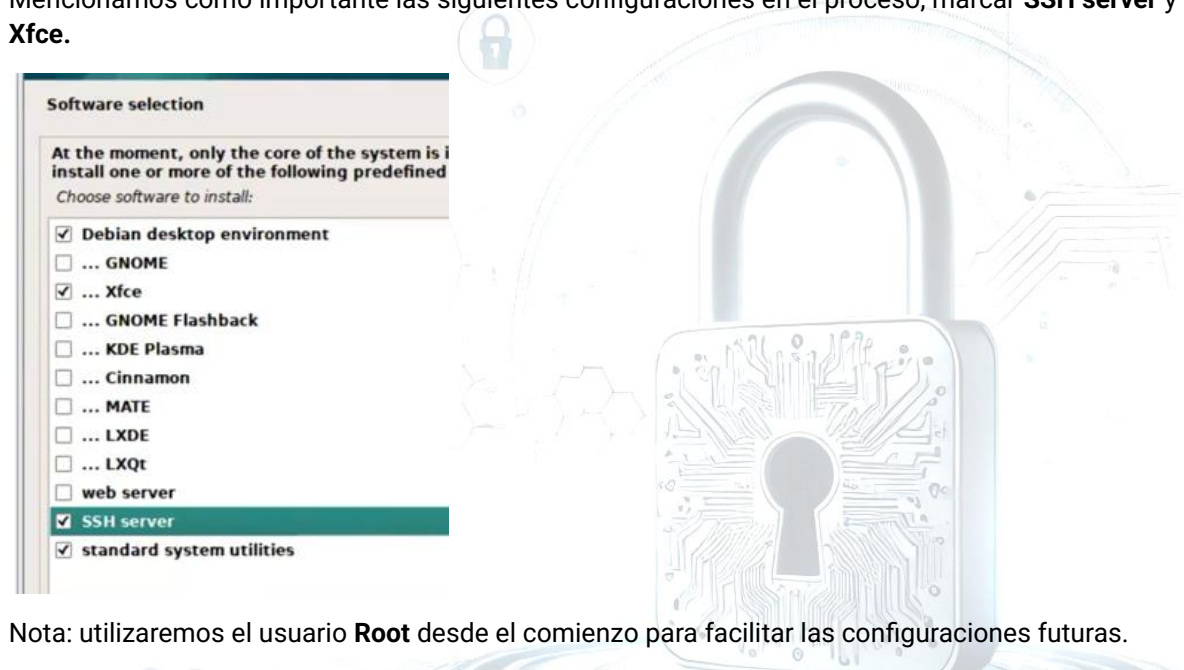 Mencionamos como importante las siguientes configuraciones en el proceso, marcar SSH server y
Xfce.
Software selection
At the moment, only the core of the system is i
install one or more of the following predefined
Choose software to install:
Debian desktop environment
... GNOME
... Xfce
... GNOME Flashback
... KDE Plasma
... Cinnamon
... MATE
... LXDE
... LXQt
web server
SSH server
standard system utilities
Nota: utilizaremos el usuario Root desde el comienzo para facilitar las configuraciones futuras.